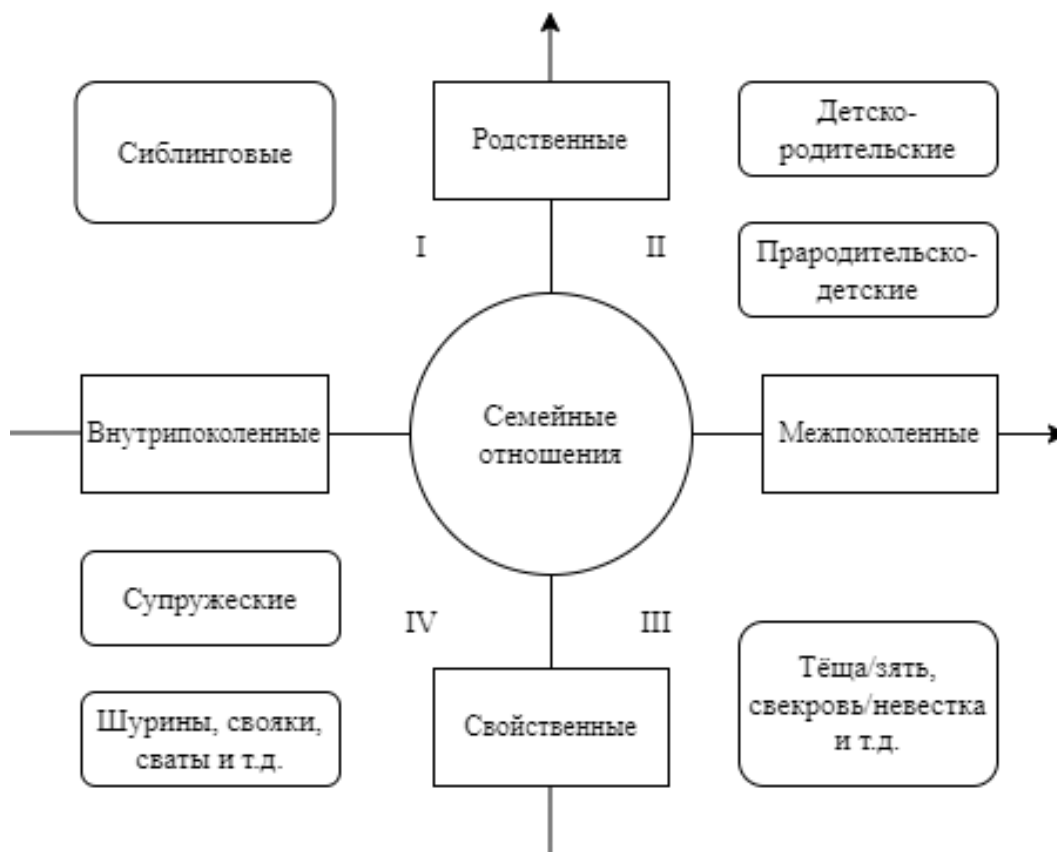 Сиблинговые
Родственные
Детско-
родительские
I
II
Прародительско-
детские
Внутрипоколенные
Семейные
отношения
Межпоколенные
Супружеские
IV
III
Шурины, свояки,
сваты и т.д.
Свойственные
Тёща/зять,
свекровь/невестка
и т.д.